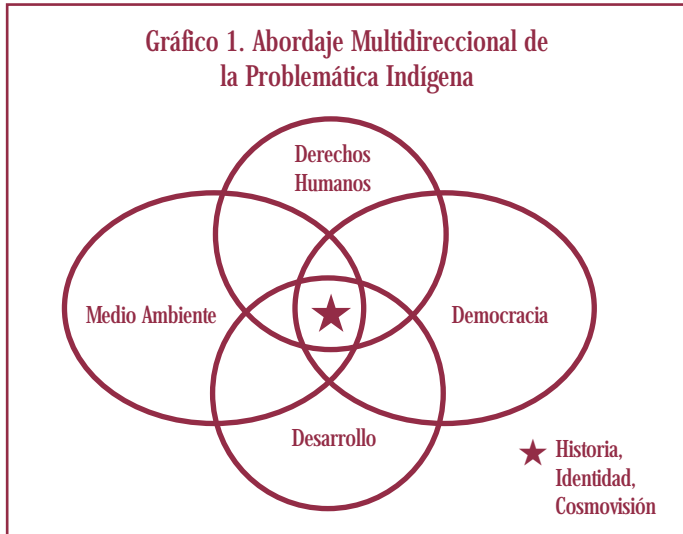 Gráfico 1. Abordaje Multidireccional de
la Problemática Indígena
Derechos
Humanos
Medio Ambiente
Democracia
Desarrollo
Historia,
Identidad,
Cosmovisión